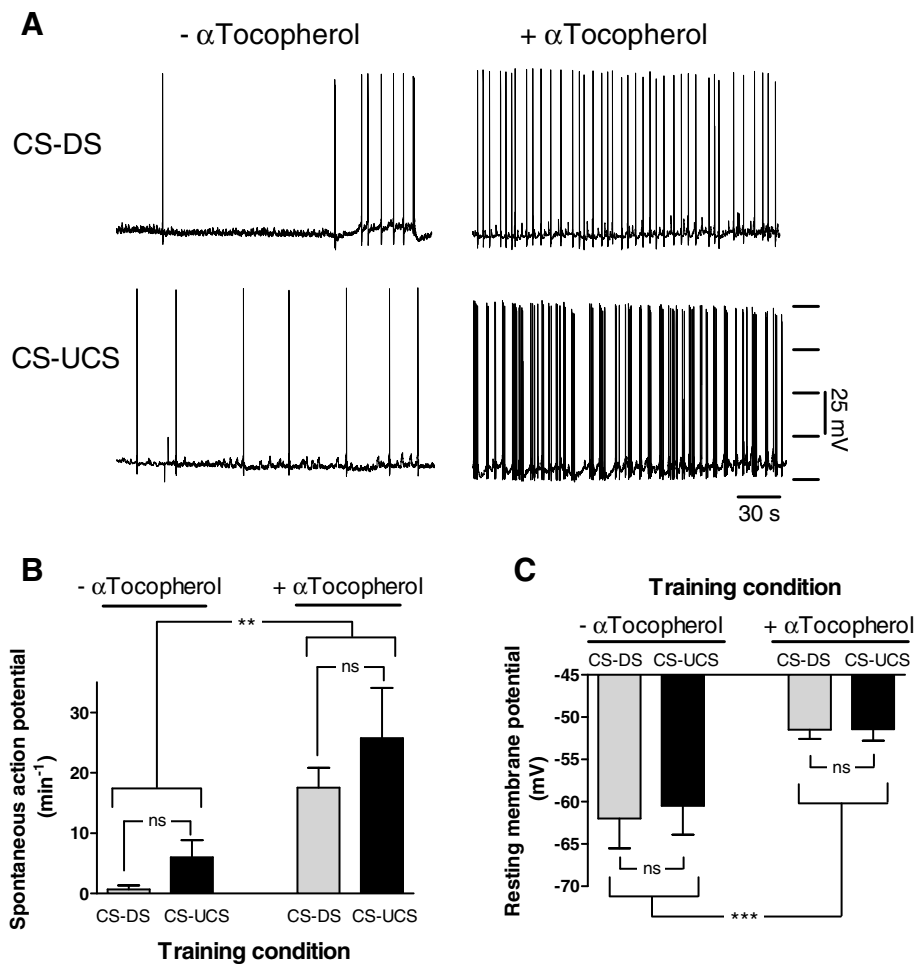 A
- αTocopherol
+ αTocopherol
CS-DS
CS-UCS
25 mV
30 s
B
- αTocopherol
+ αTocopherol
**
ns
ns
Spontaneous action potential
(min⁻¹)
30
20
10
0
CS-DS
CS-UCS
CS-DS
CS-UCS
Training condition
C
Training condition
- αTocopherol
+ αTocopherol
CS-DS
CS-UCS
CS-DS
CS-UCS
Resting membrane potential
(mV)
-45
-50
-55
-60
-65
-70
ns
ns
***